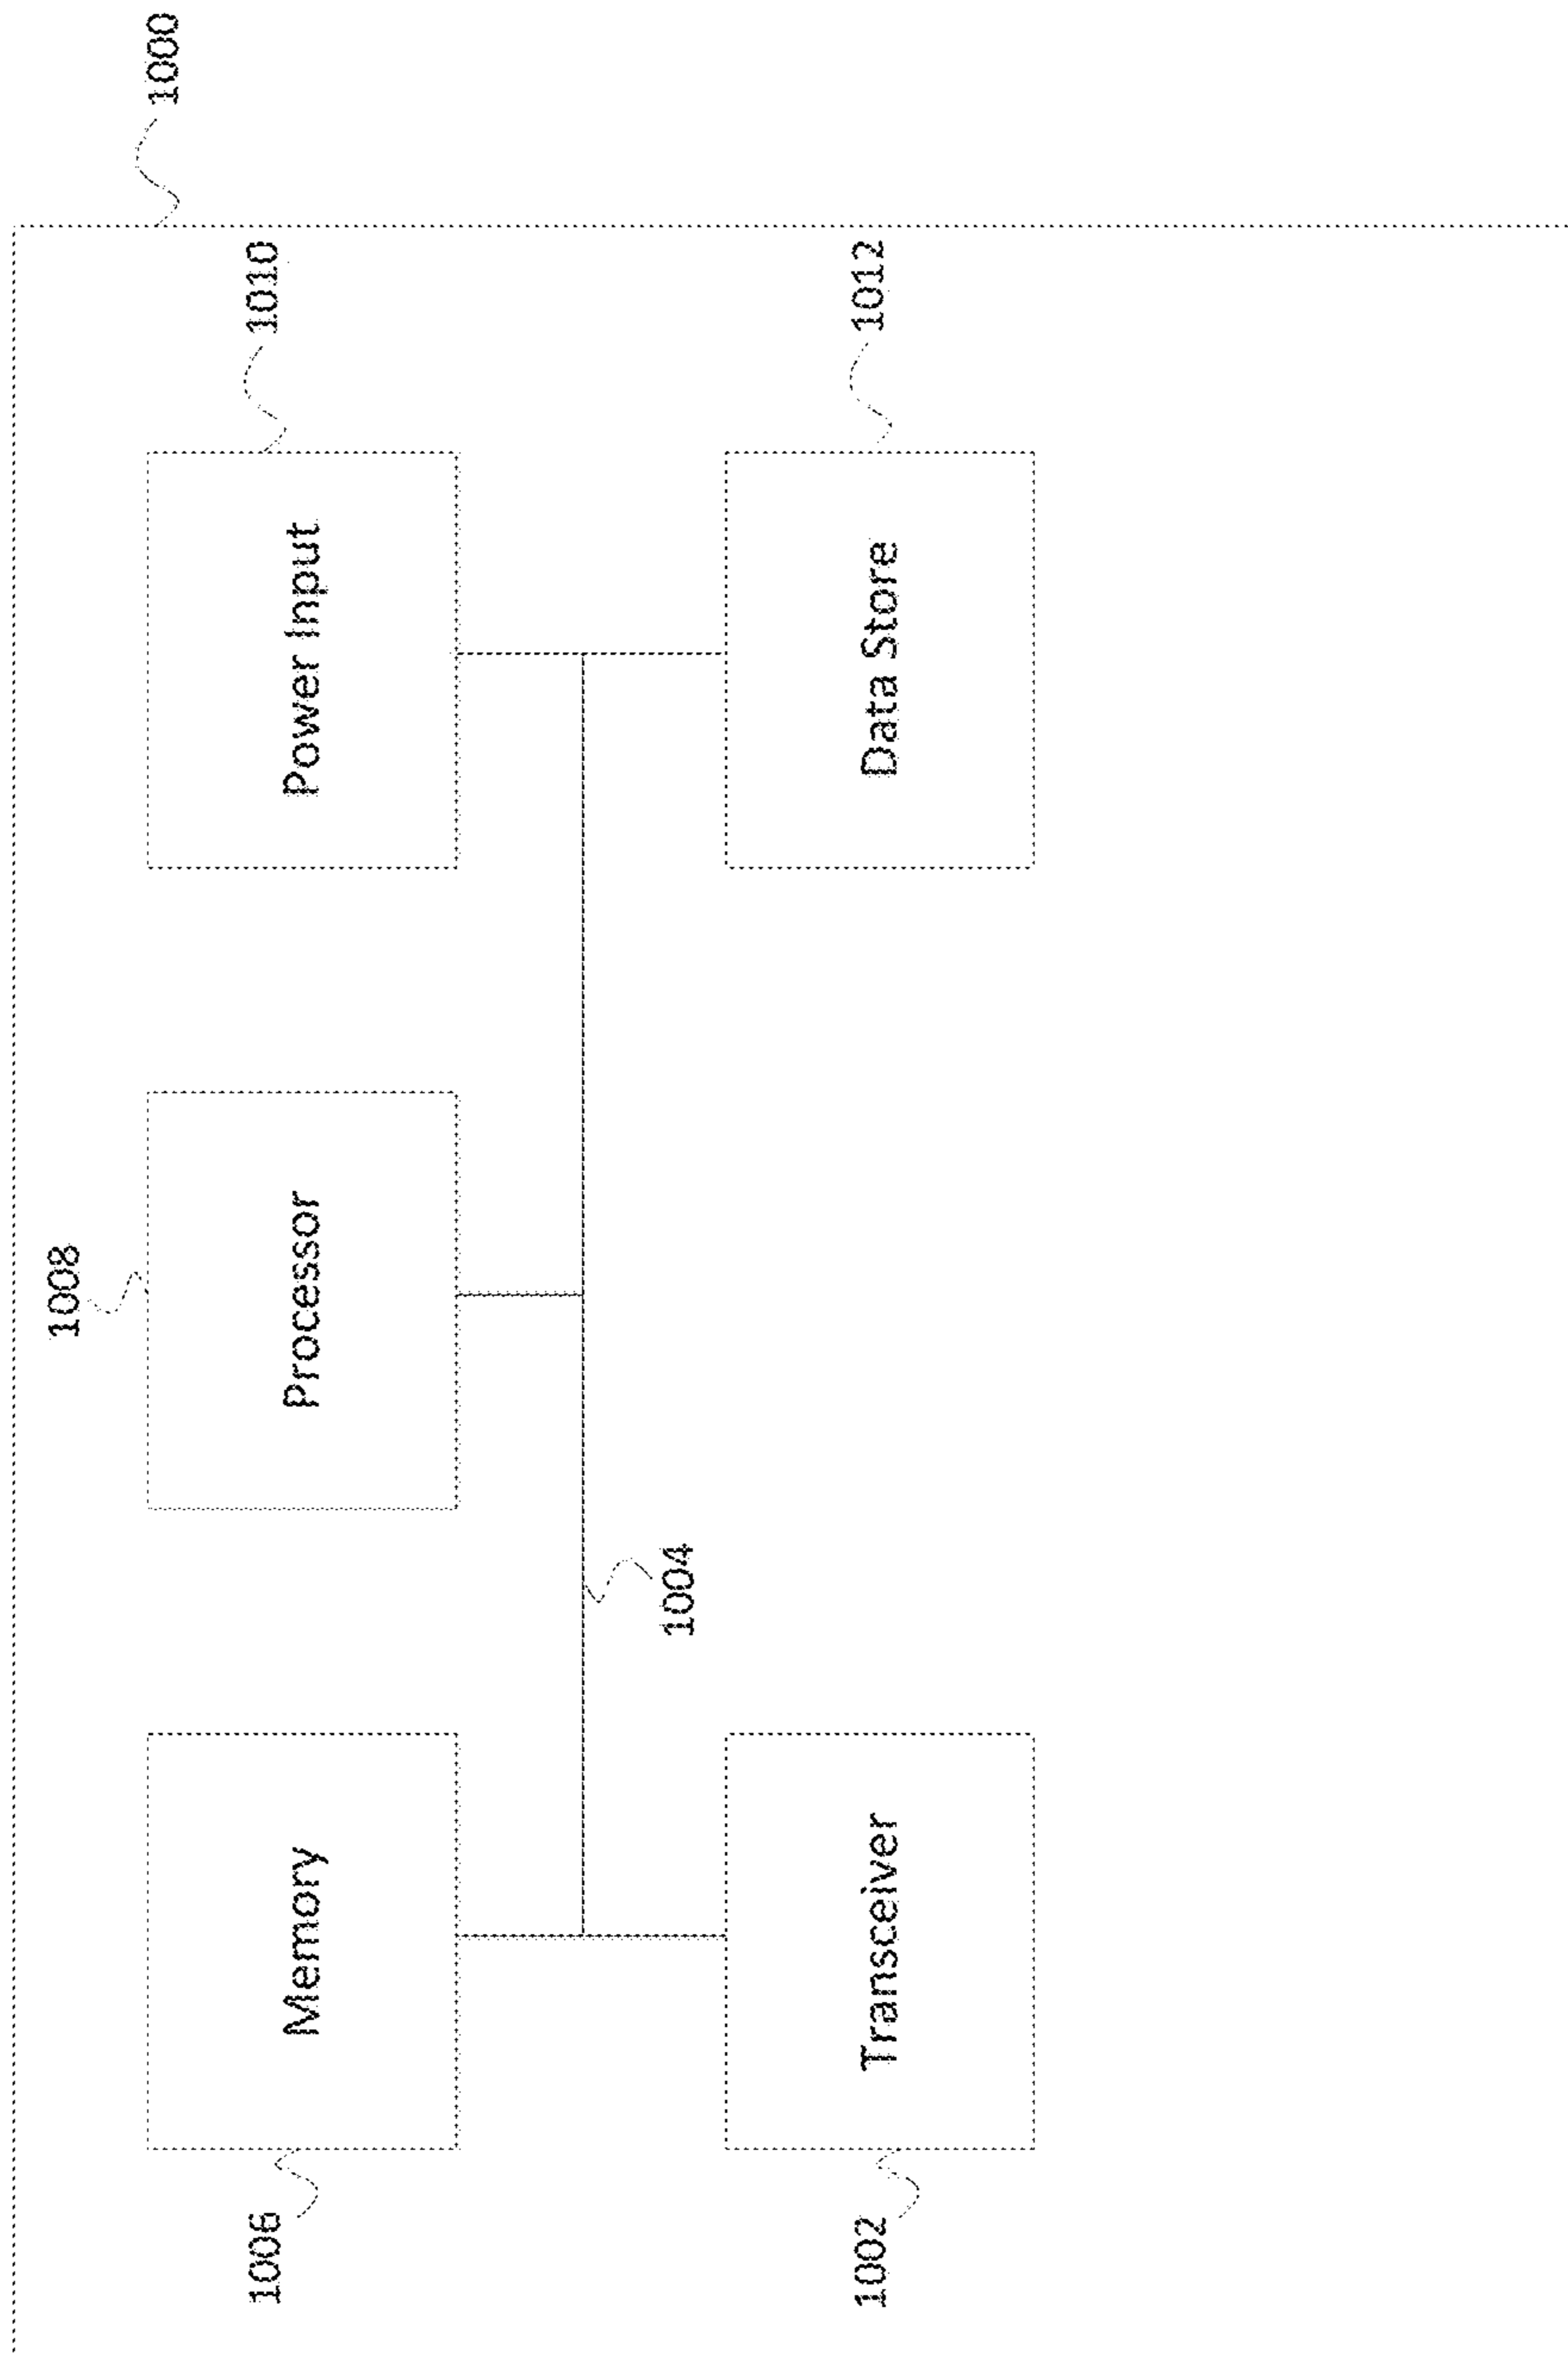 1000
1008
1006
Memory
Processor
Power Input
1010
1004
1002
Transceiver
Data Store
1012